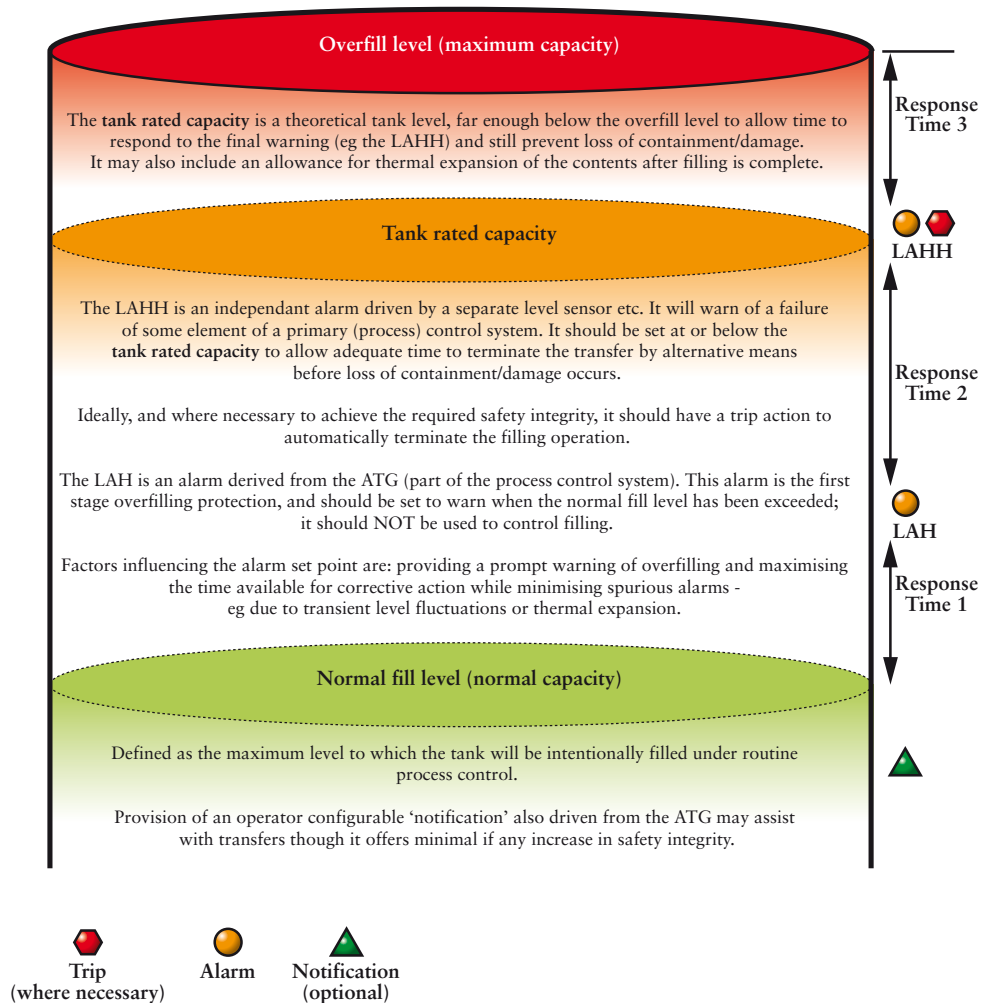 Overfill level (maximum capacity)
The tank rated capacity is a theoretical tank level, far enough below the overfill level to allow time to
respond to the final warning (eg the LAHH) and still prevent loss of containment/damage.
It may also include an allowance for thermal expansion of the contents after filling is complete.
Response
Time 3
Tank rated capacity
LAHH
The LAHH is an independant alarm driven by a separate level sensor etc. It will warn of a failure
of some element of a primary (process) control system. It should be set at or below the
tank rated capacity to allow adequate time to terminate the transfer by alternative means
before loss of containment/damage occurs.
Response
Time 2
Ideally, and where necessary to achieve the required safety integrity, it should have a trip action to
automatically terminate the filling operation.
The LAH is an alarm derived from the ATG (part of the process control system). This alarm is the first
stage overfilling protection, and should be set to warn when the normal fill level has been exceeded;
it should NOT be used to control filling.
LAH
Factors influencing the alarm set point are: providing a prompt warning of overfilling and maximising
the time available for corrective action while minimising spurious alarms -
eg due to transient level fluctuations or thermal expansion.
Response
Time 1
Normal fill level (normal capacity)
Defined as the maximum level to which the tank will be intentionally filled under routine
process control.
Provision of an operator configurable ‘notification’ also driven from the ATG may assist
with transfers though it offers minimal if any increase in safety integrity.
Trip
(where necessary)
Alarm
Notification
(optional)